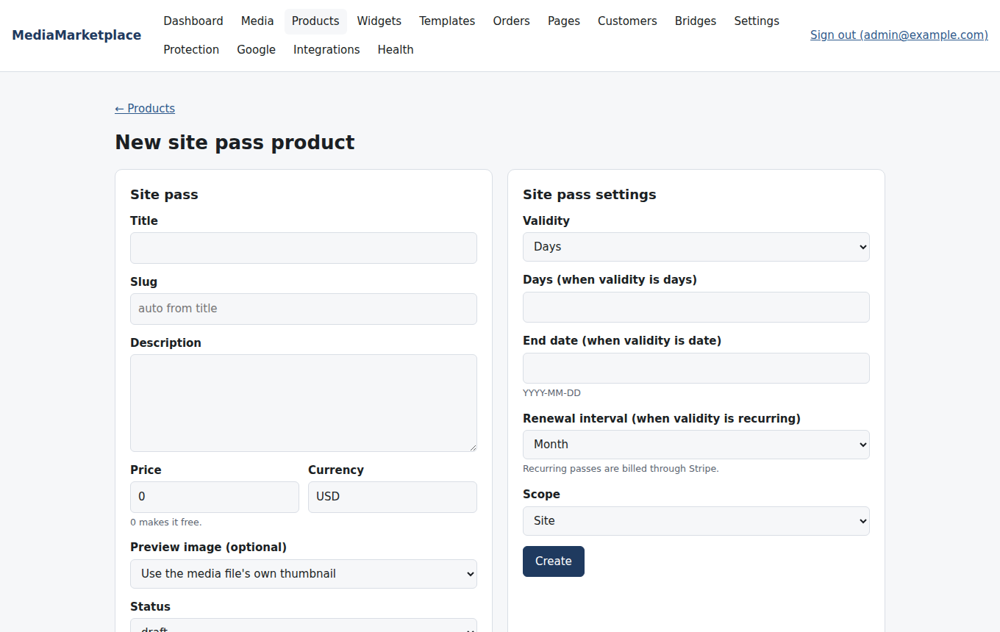 MediaMarketplace
Dashboard Media Products Widgets Templates Orders Pages Customers Bridges Settings
Protection Google Integrations Health
Sign out (admin@example.com)
← Products
New site pass product
Site pass
Title
Slug
auto from title
Description
Price Currency
0 USD
0 makes it free.
Preview image (optional)
Use the media file's own thumbnail
Status
draft
Site pass settings
Validity
Days
Days (when validity is days)
End date (when validity is date)
YYYY-MM-DD
Renewal interval (when validity is recurring)
Month
Recurring passes are billed through Stripe.
Scope
Site
Create